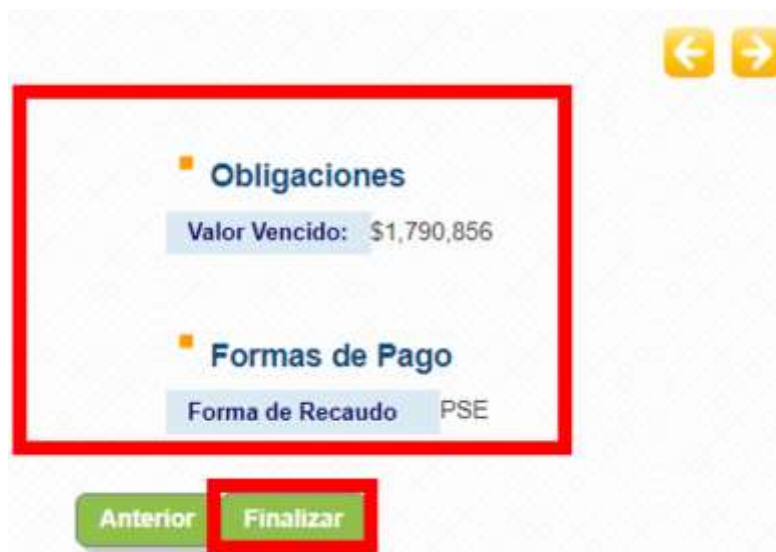 Obligaciones
Valor Vencido: $1,790,856
Formas de Pago
Forma de Recaudo PSE
Anterior Finalizar